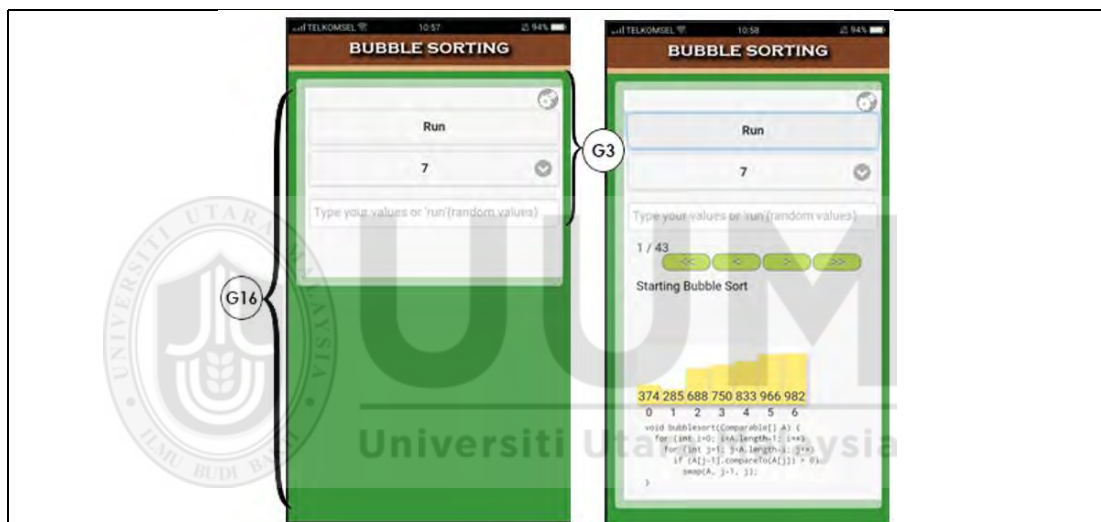 TELKOMSEL 10:57 94%
BUBBLE SORTING
Run
7
Type your values or 'run'(random values)
G3
G16
TELKOMSEL 10:58 94%
BUBBLE SORTING
Run
7
Type your values or 'run'(random values)
1 / 43
<< < > >>
Starting Bubble Sort
374 285 688 750 833 966 982
0 1 2 3 4 5 6
void bubblesort(Comparable[] A) {
for (int i=0; i<A.length-1; i++)
for (int j=1; j<A.length-i; j++)
if (A[j-1].compareTo(A[j]) > 0)
swap(A, j-1, j);
}
UUM
Universiti Utara Malaysia
UNIVERSITI UTARA MALAYSIA
ILMU BUDI BAKTI